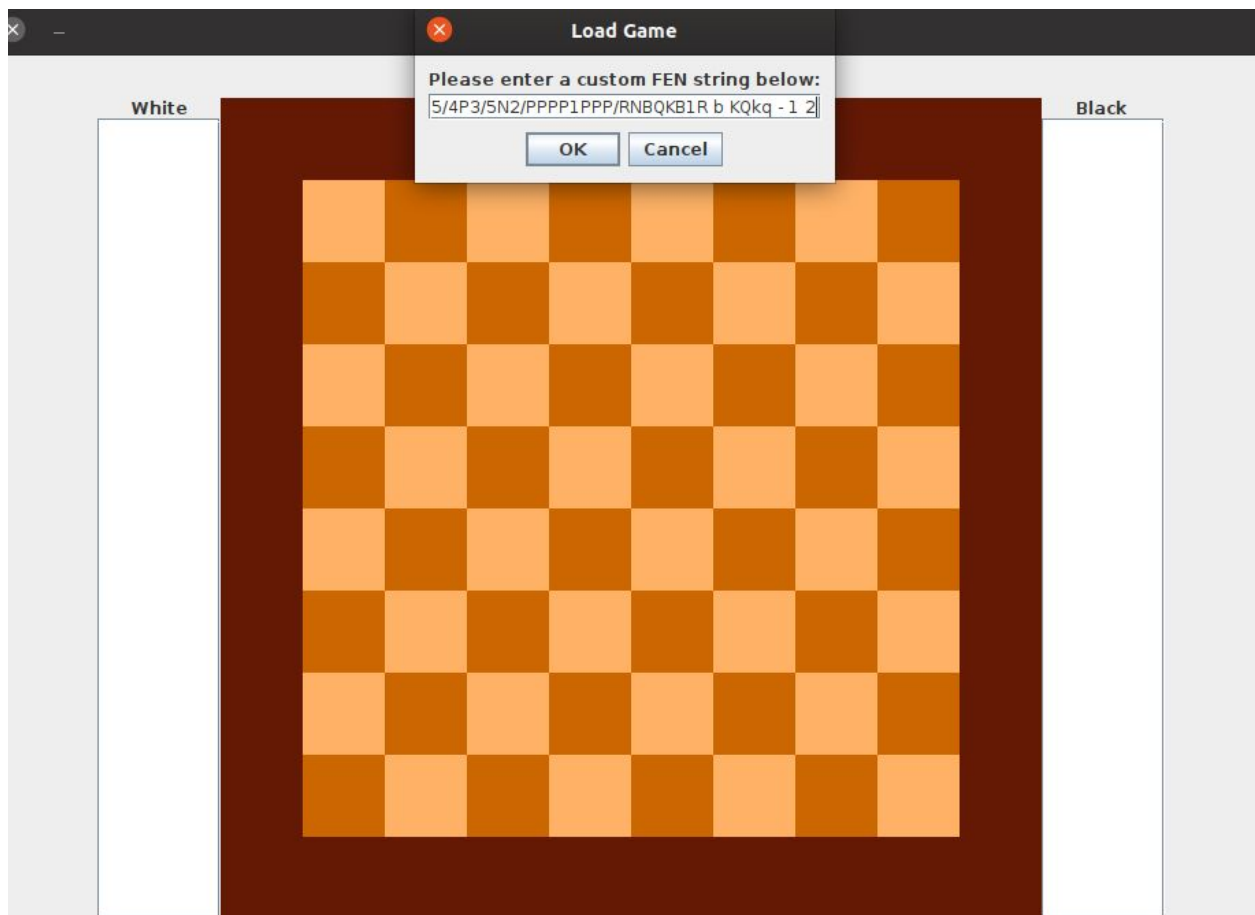 Load Game
Please enter a custom FEN string below:
5/4P3/5N2/PPPP1PPP/RNBQKB1R b KQkq - 1 2
OK Cancel
White Black